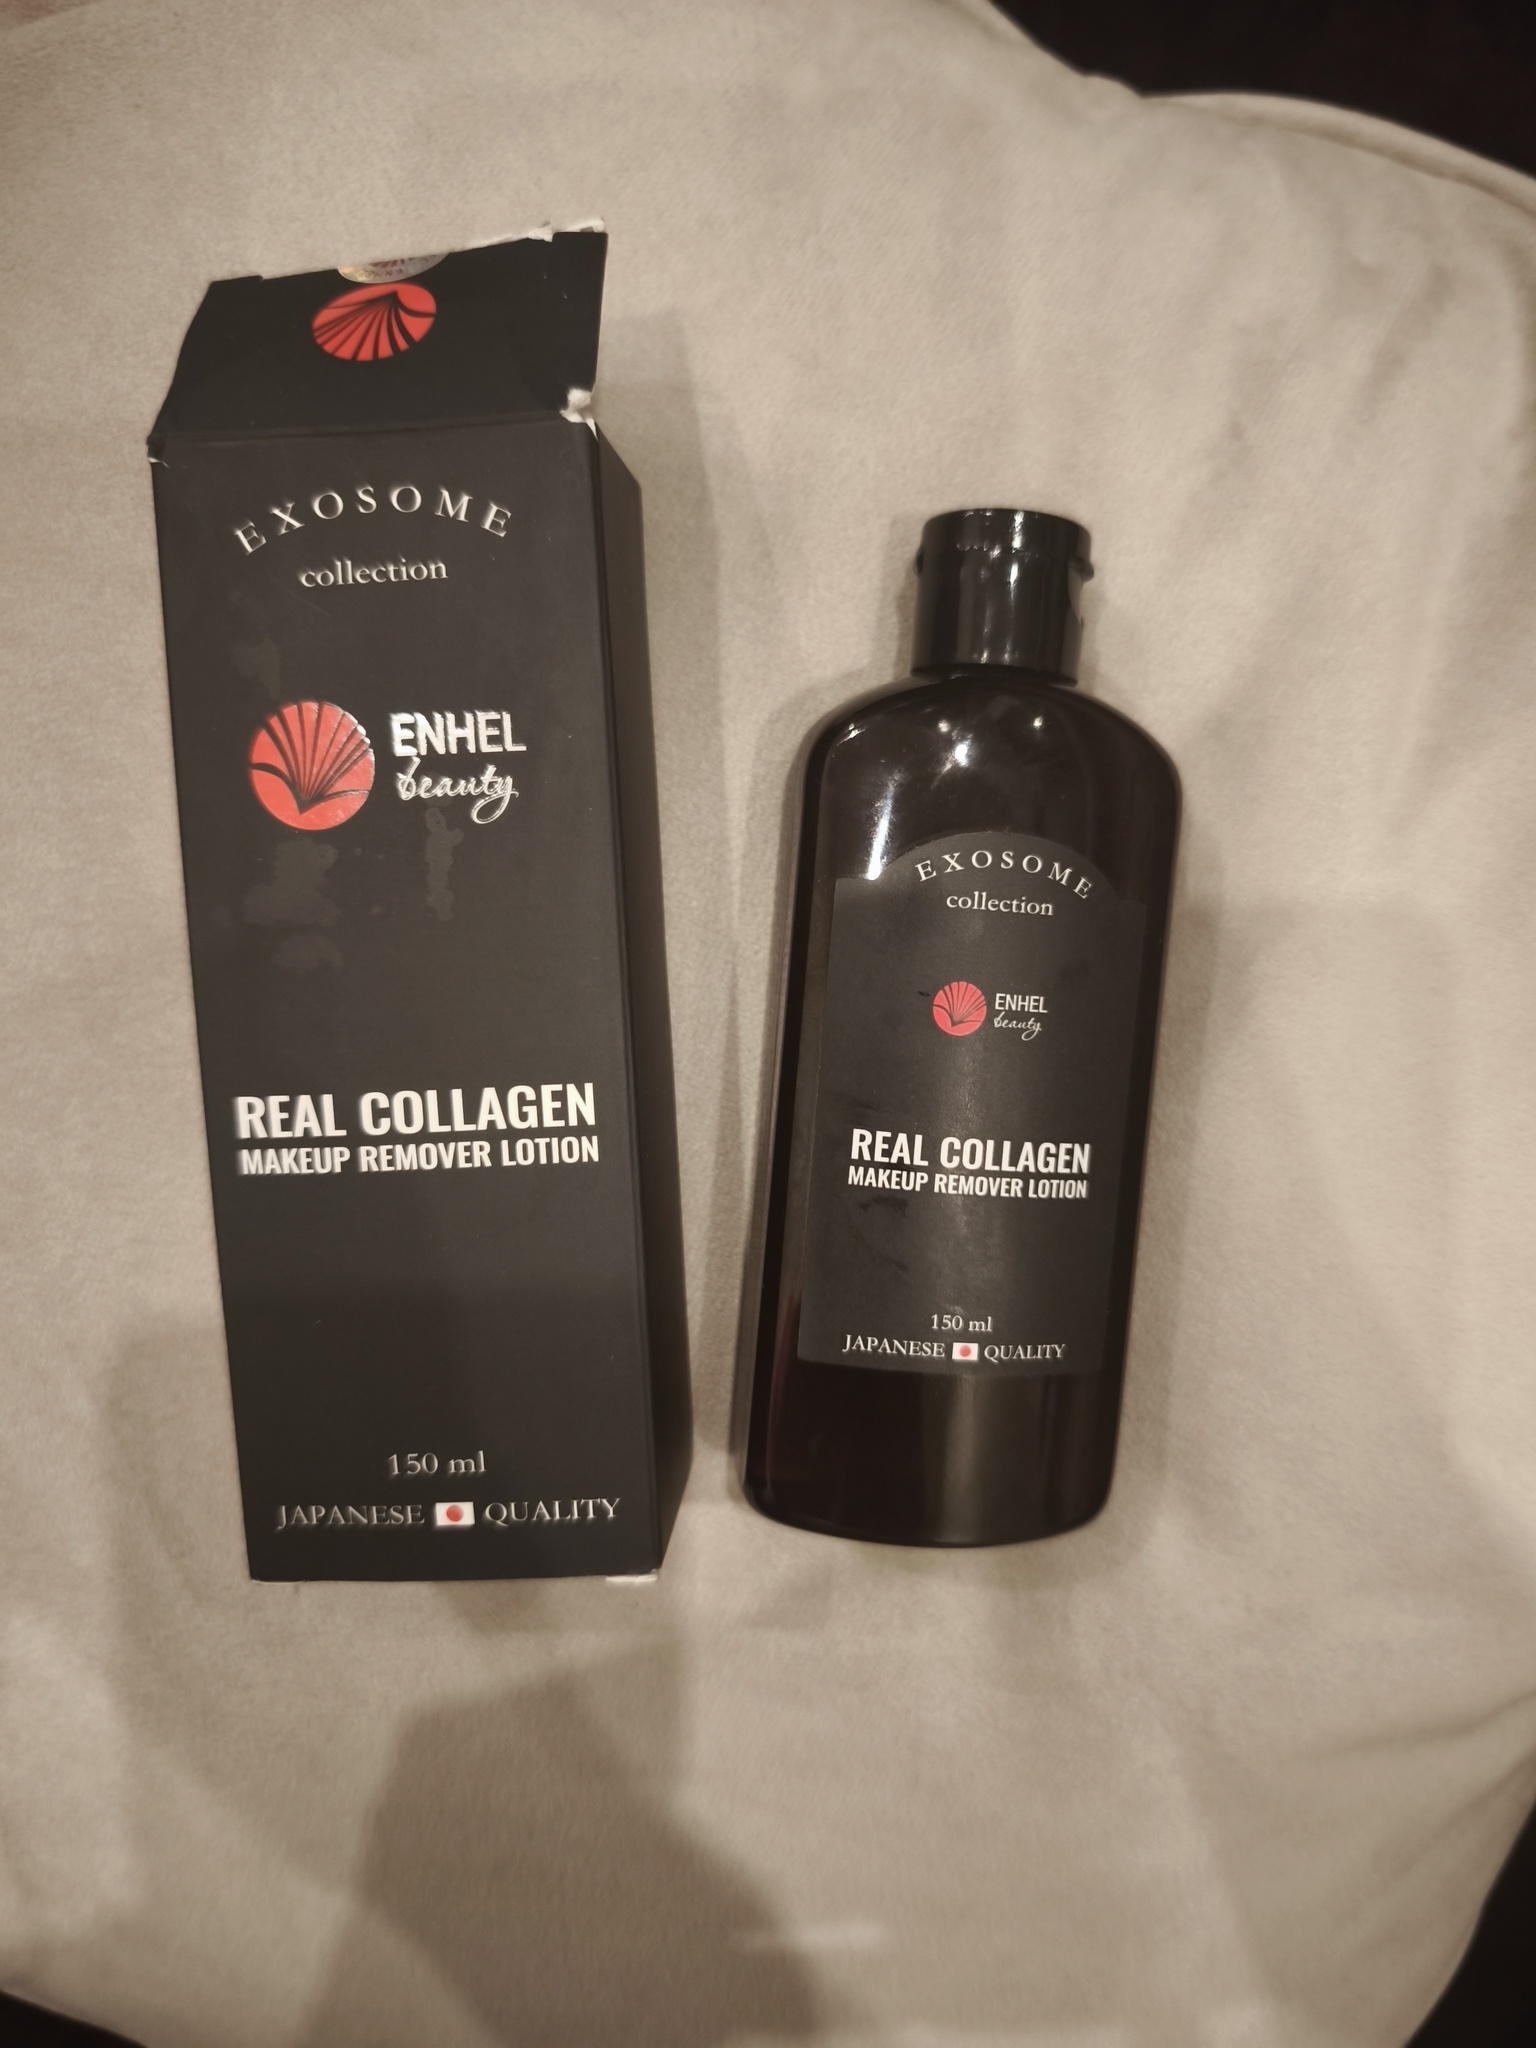 EXOSOME
collection
ENHEL
beauty
REAL COLLAGEN
MAKEUP REMOVER LOTION
150 ml
JAPANESE QUALITY
EXOSOME
collection
ENHEL
beauty
REAL COLLAGEN
MAKEUP REMOVER LOTION
150 ml
JAPANESE QUALITY